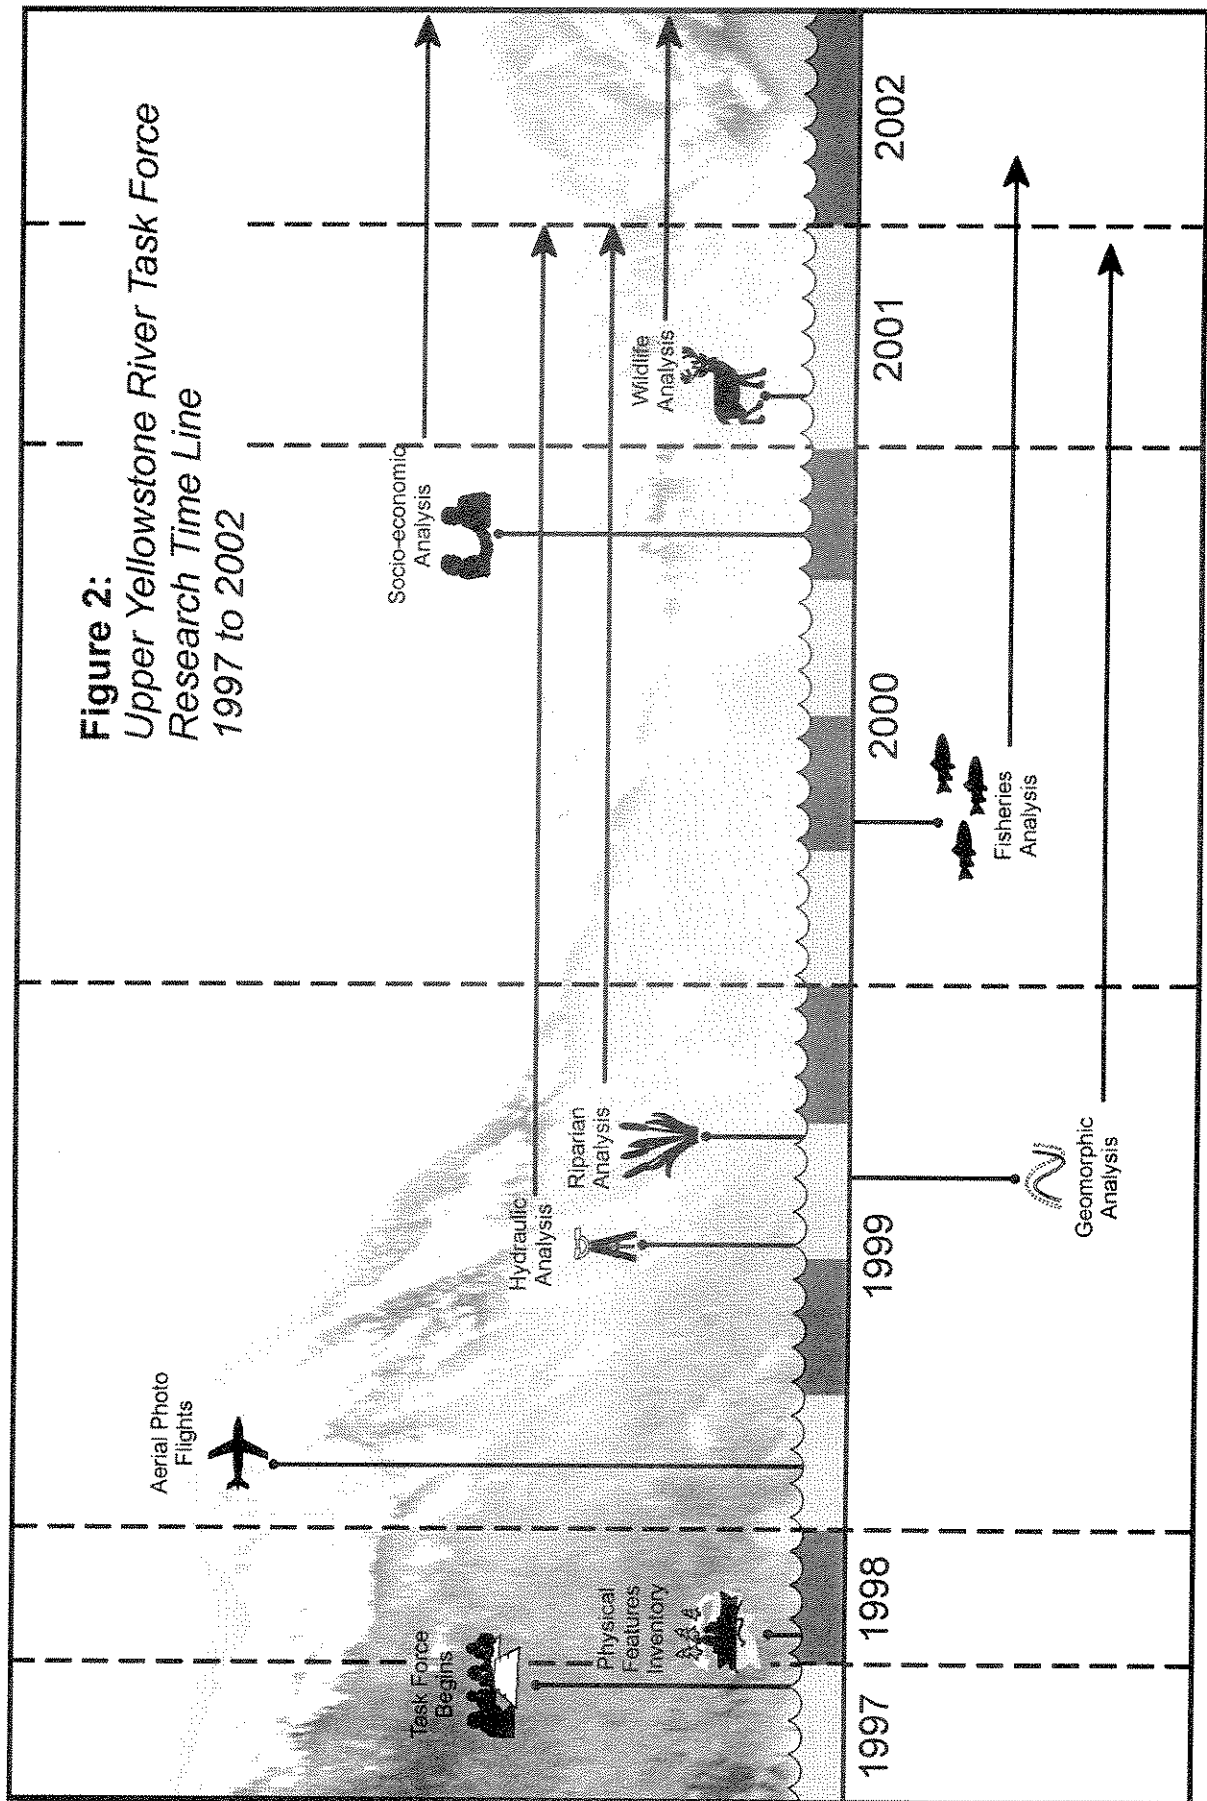 Figure 2:
Upper Yellowstone River Task Force
Research Time Line
1997 to 2002
Task Force
Begins
Physical
Features
Inventory
Aerial Photo
Flights
Hydraulic
Analysis
Riparian
Analysis
Socio-economic
Analysis
Wildlife
Analysis
1997
1998
1999
2000
2001
2002
Geomorphic
Analysis
Fisheries
Analysis